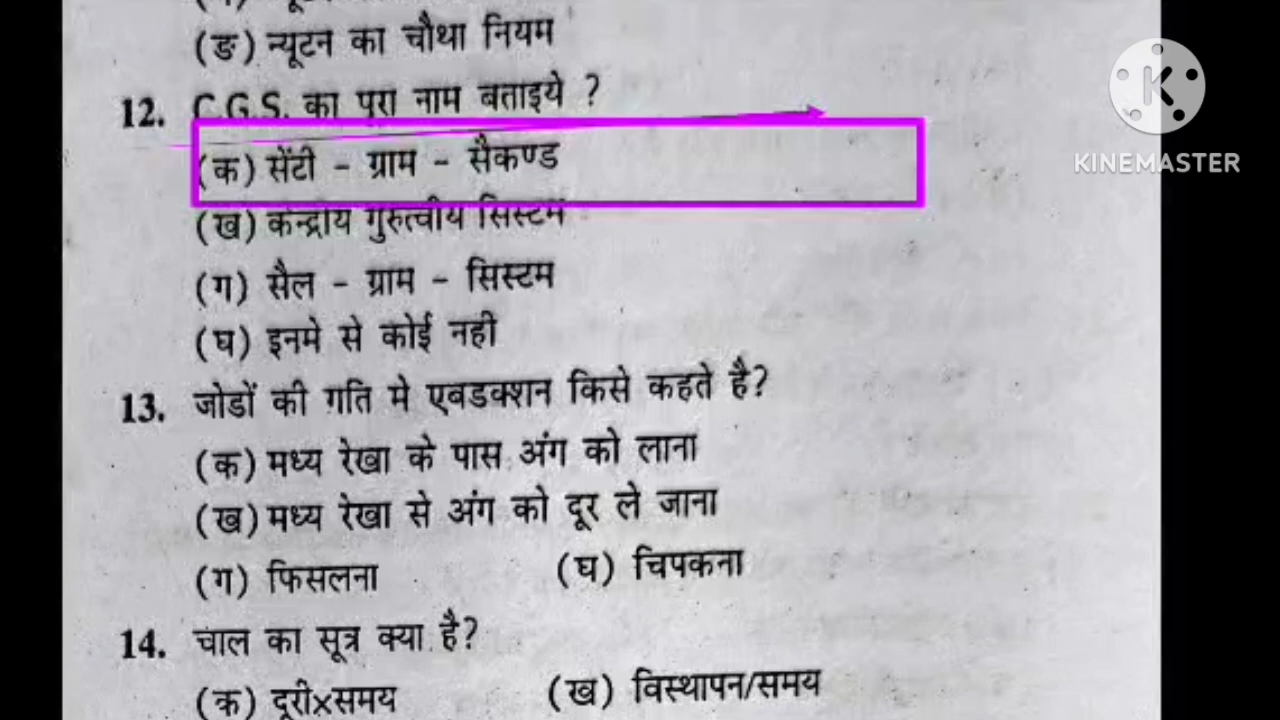 (ङ) न्यूटन का चौथा नियम
12. C.G.S. का पूरा नाम बताइये ?
(क) सेंटी - ग्राम - सैकण्ड
(ख) केन्द्रीय गुरुत्वीय सिस्टम
(ग) सैल - ग्राम - सिस्टम
(घ) इनमे से कोई नही
13. जोडों की गति मे एबडक्शन किसे कहते है?
(क) मध्य रेखा के पास अंग को लाना
(ख) मध्य रेखा से अंग को दूर ले जाना
(ग) फिसलना (घ) चिपकना
14. चाल का सूत्र क्या है?
(क) दूरी×समय (ख) विस्थापन/समय
KINEMASTER